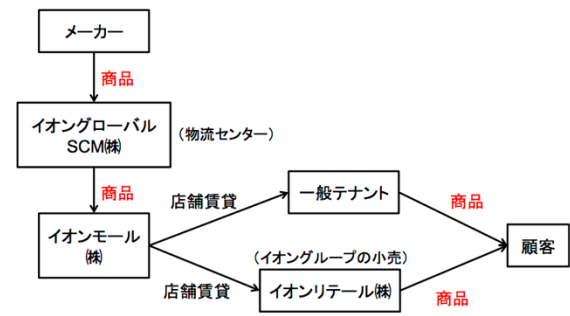 メーカー
商品
イオングローバル
SCM㈱
（物流センター）
商品
イオンモール
㈱
店舗賃貸
一般テナント
商品
（イオングループの小売）
店舗賃貸
イオンリテール㈱
商品
顧客